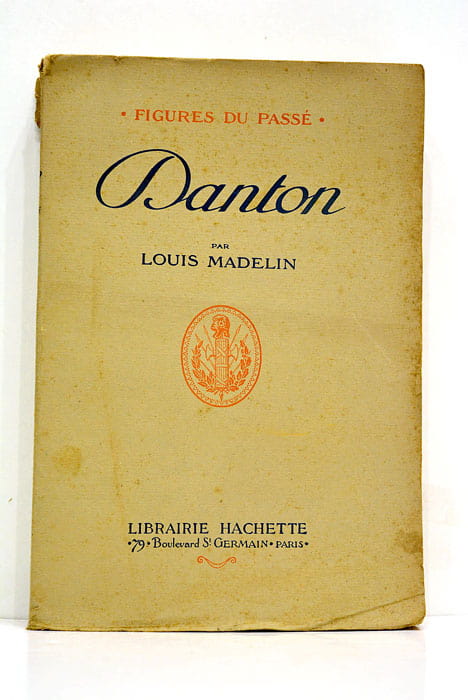 • FIGURES DU PASSÉ •
Danton
PAR
LOUIS MADELIN
LIBRAIRIE HACHETTE
•79• Boulevard St GERMAIN • PARIS•